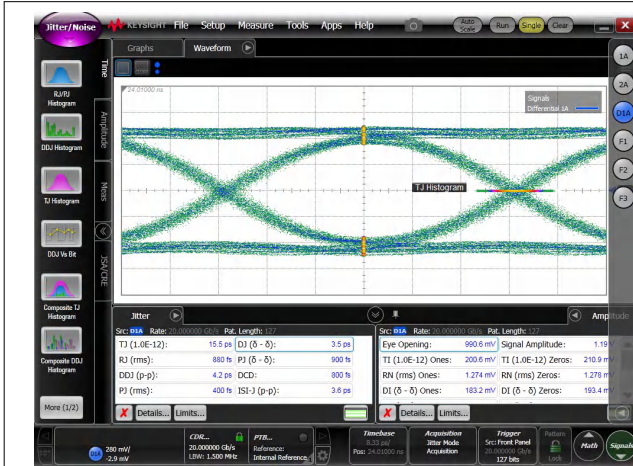 Jitter/Noise
KEYSIGHT File Setup Measure Tools Apps Help
Auto Scale Run Single Clear
Graphs Waveform
Time
Amplitude
Meas
JSA/CRE
RJ/PJ Histogram
DDJ Histogram
TJ Histogram
DDJ Vs Bit
Composite TJ Histogram
Composite DDJ Histogram
More (1/2)
24.01000 ns
Signals
Differential 1A
TJ Histogram
1A
2A
D1A
F1
F2
F3
Jitter
Src: D1A Rate: 20.000000 Gb/s Pat. Length: 127
TJ (1.0E-12): 15.5 ps DJ (δ - δ): 3.5 ps
RJ (rms): 880 fs PJ (δ - δ): 900 fs
DDJ (p-p): 4.2 ps DCD: 800 fs
PJ (rms): 400 fs ISI-J (p-p): 3.6 ps
Details... Limits...
Amplitude
Src: D1A Rate: 20.000000 Gb/s Pat. Length: 127
Eye Opening: 990.6 mV Signal Amplitude: 1.19
TI (1.0E-12) Ones: 200.6 mV TI (1.0E-12) Zeros: 210.9 m
RN (rms) Ones: 1.274 mV RN (rms) Zeros: 1.278 m
DI (δ - δ) Ones: 183.2 mV DI (δ - δ) Zeros: 193.4 m
Details... Limits...
D1A 280 mV/
-2.9 mV
CDR...
20.000000 Gb/s
LBW: 1.500 MHz
PTB...
Reference:
Internal Reference
Timebase
8.33 ps/
Pos: 24.01000 ns
Acquisition
Jitter Mode
Acquisition
Trigger
Src: Front Panel
20.000000 Gb/s
127 bits
Pattern
Lock
Math
Signals